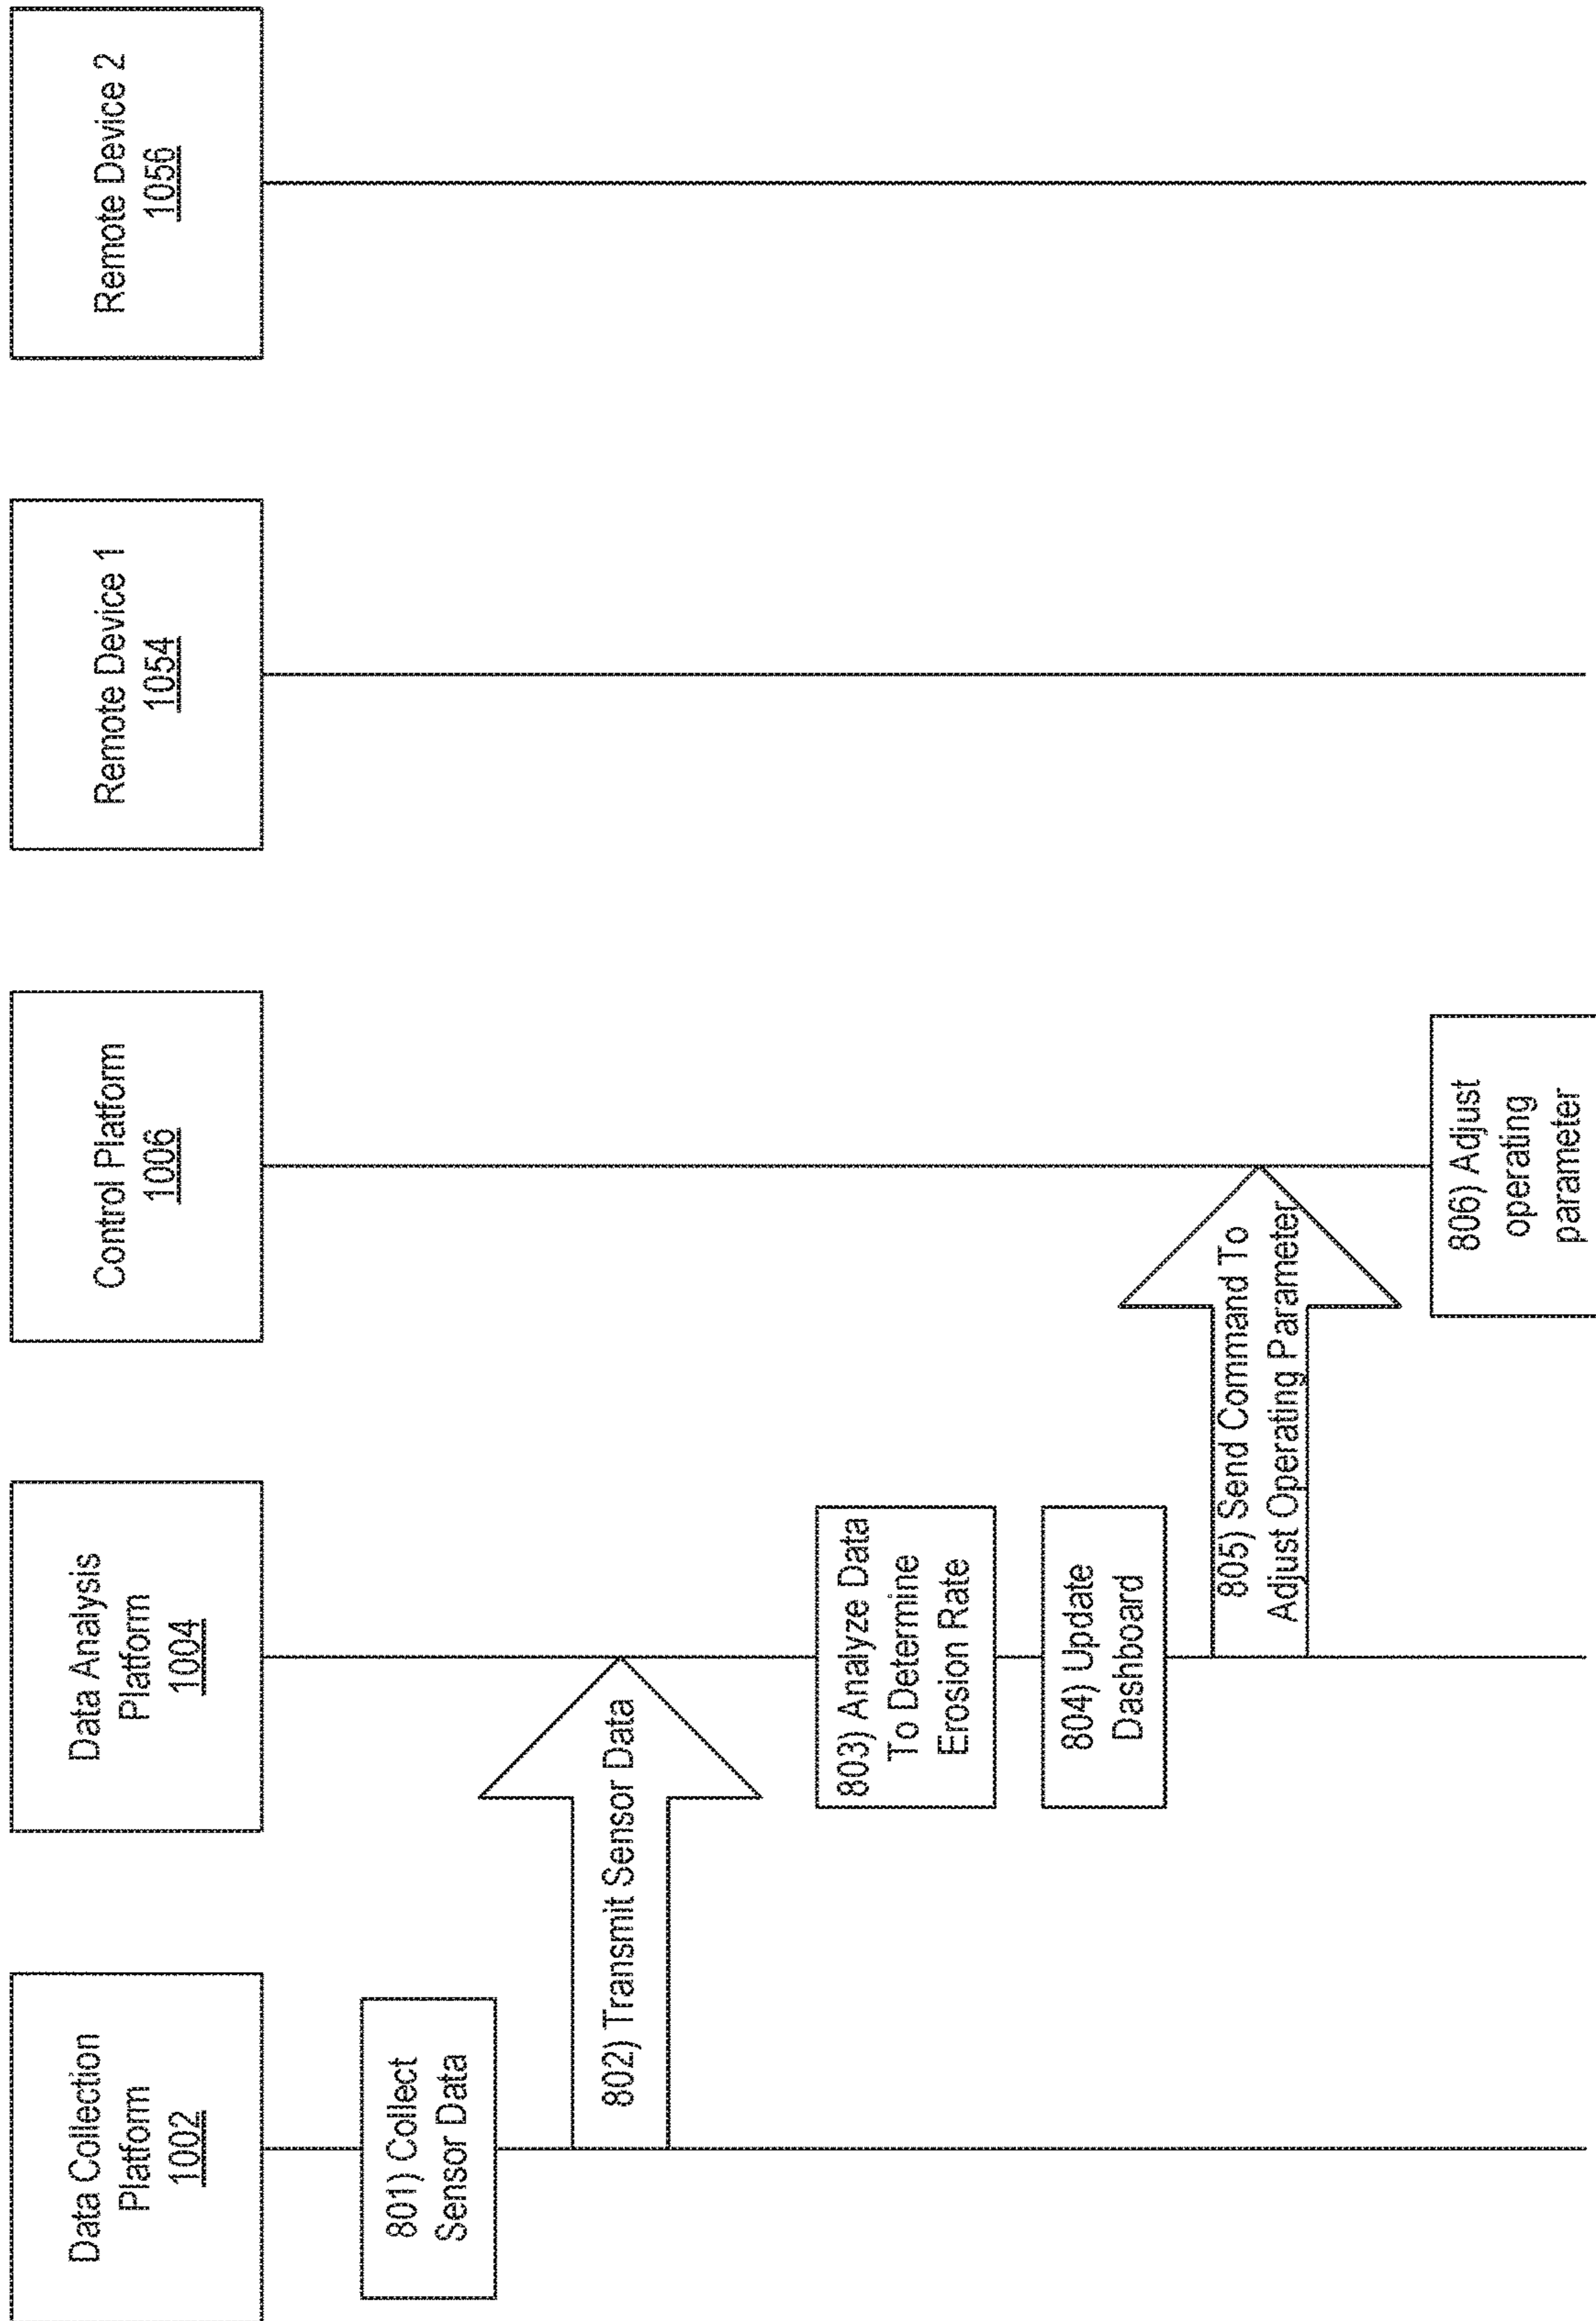 Data Collection
Platform
1002
Data Analysis
Platform
1004
Control Platform
1006
Remote Device 1
1054
Remote Device 2
1056
801) Collect
Sensor Data
802) Transmit Sensor Data
803) Analyze Data
To Determine
Erosion Rate
804) Update
Dashboard
805) Send Command To
Adjust Operating Parameter
806) Adjust
operating
parameter